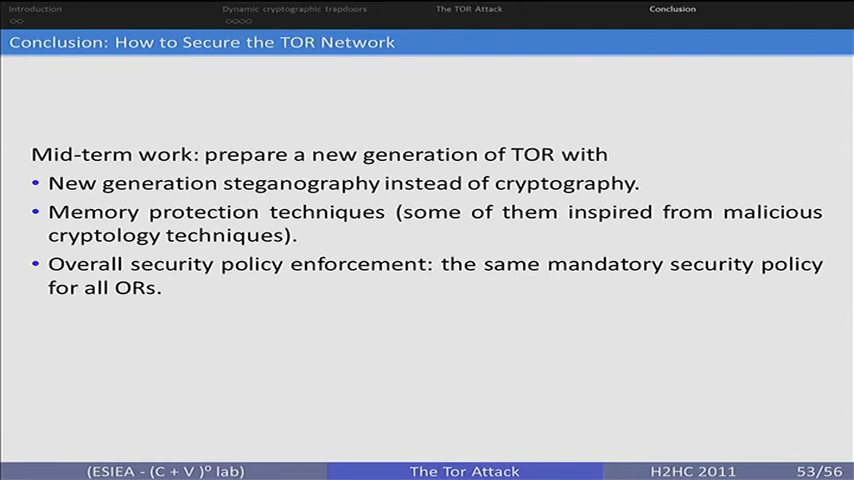 Introduction Dynamic cryptographic trapdoors The TOR Attack Conclusion
Conclusion: How to Secure the TOR Network
Mid-term work: prepare a new generation of TOR with
• New generation steganography instead of cryptography.
• Memory protection techniques (some of them inspired from malicious
cryptology techniques).
• Overall security policy enforcement: the same mandatory security policy
for all ORs.
(ESIEA - (C + V)º lab) The Tor Attack H2HC 2011 53/56